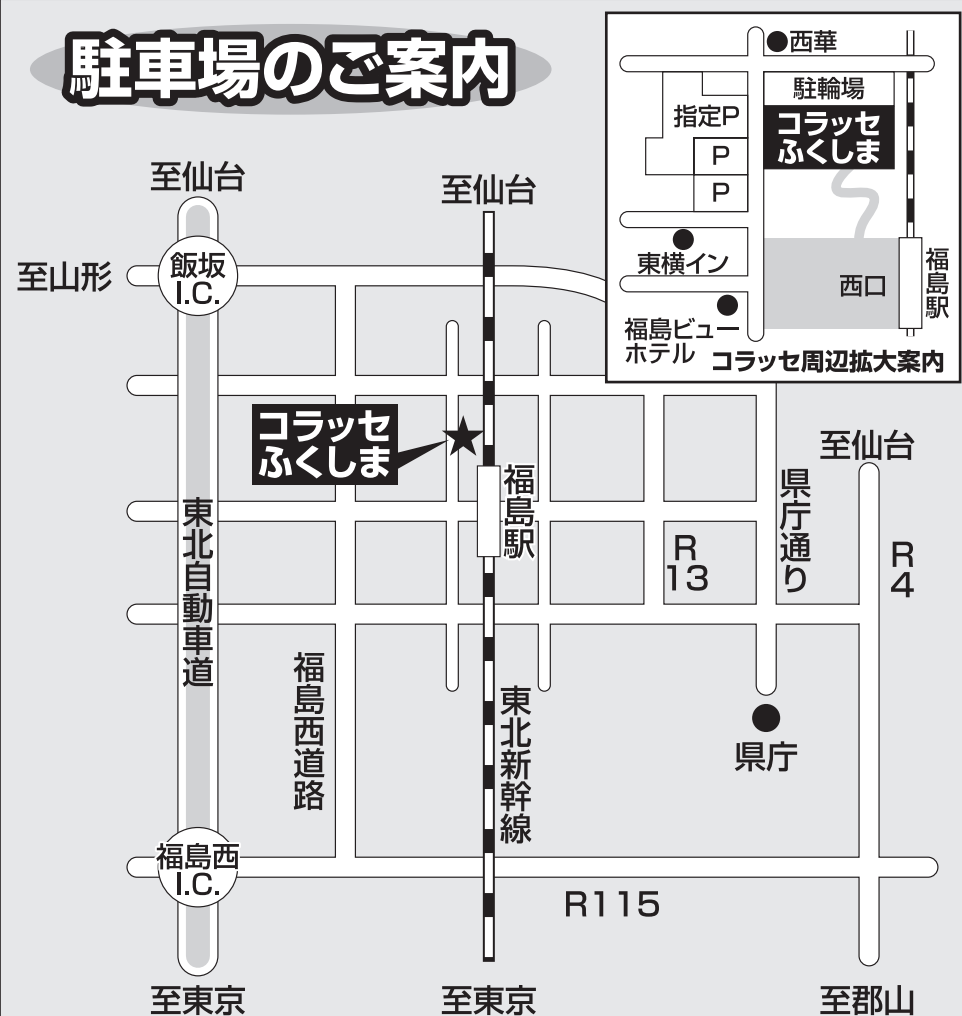 駐車場のご案内
西華
駐輪場
指定P
コラッセ
ふくしま
P
P
東横イン
西口
福島駅
福島ビュー
ホテル
コラッセ周辺拡大案内
至仙台
至仙台
至山形
飯坂
I.C.
コラッセ
ふくしま
福島駅
至仙台
県庁通り
R
13
R
4
東北自動車道
福島西道路
東北新幹線
県庁
福島西
I.C.
R115
至東京
至東京
至郡山